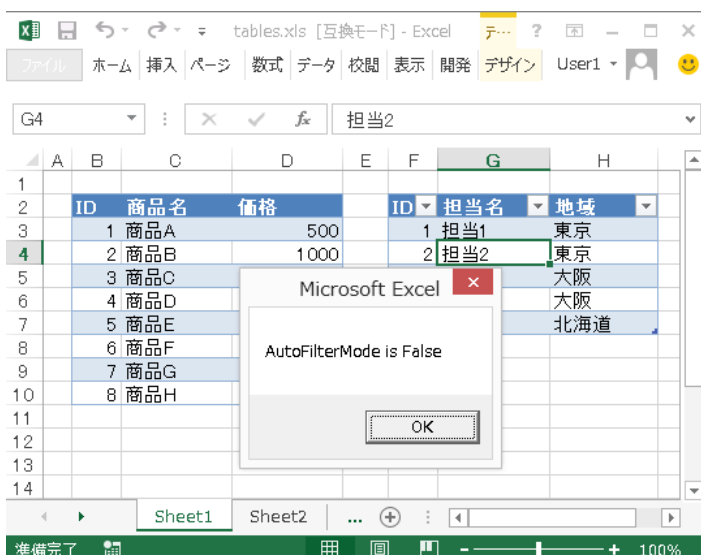 tables.xls [互換モード] - Excel デ… ?
ファイル ホーム 挿入 ページ 数式 データ 校閲 表示 開発 デザイン User1
G4 fx 担当2
A B C D E F G H
1
2 ID 商品名 価格 ID 担当名 地域
3 1 商品A 500 1 担当1 東京
4 2 商品B 1000 2 担当2 東京
5 3 商品C 大阪
6 4 商品D 大阪
7 5 商品E 北海道
8 6 商品F
9 7 商品G
10 8 商品H
11
12
13
14
Microsoft Excel
AutoFilterMode is False
OK
Sheet1 Sheet2 ...
準備完了 100%